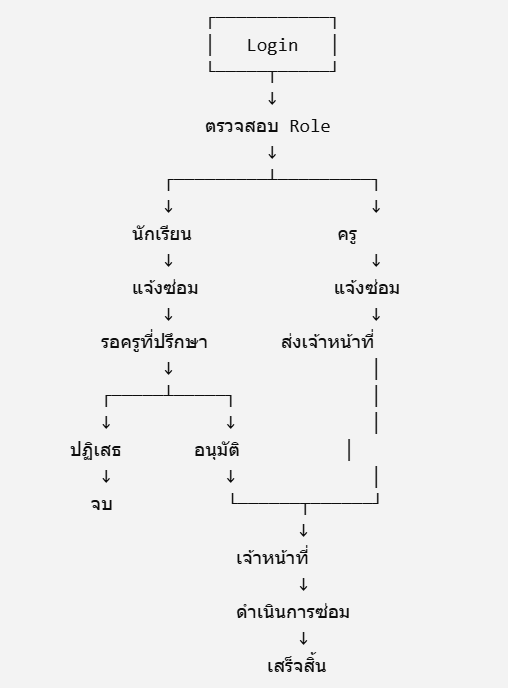 Login
ตรวจสอบ Role
นักเรียน ครู
แจ้งซ่อม แจ้งซ่อม
รอครูที่ปรึกษา ส่งเจ้าหน้าที่
ปฏิเสธ อนุมัติ
จบ
เจ้าหน้าที่
ดำเนินการซ่อม
เสร็จสิ้น